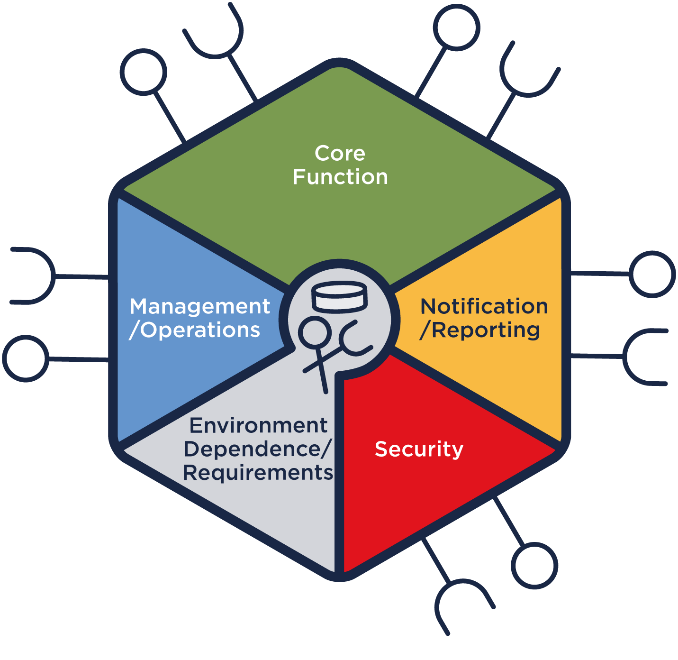 Core
Function
Management
/Operations
Notification
/Reporting
Environment
Dependence/
Requirements
Security